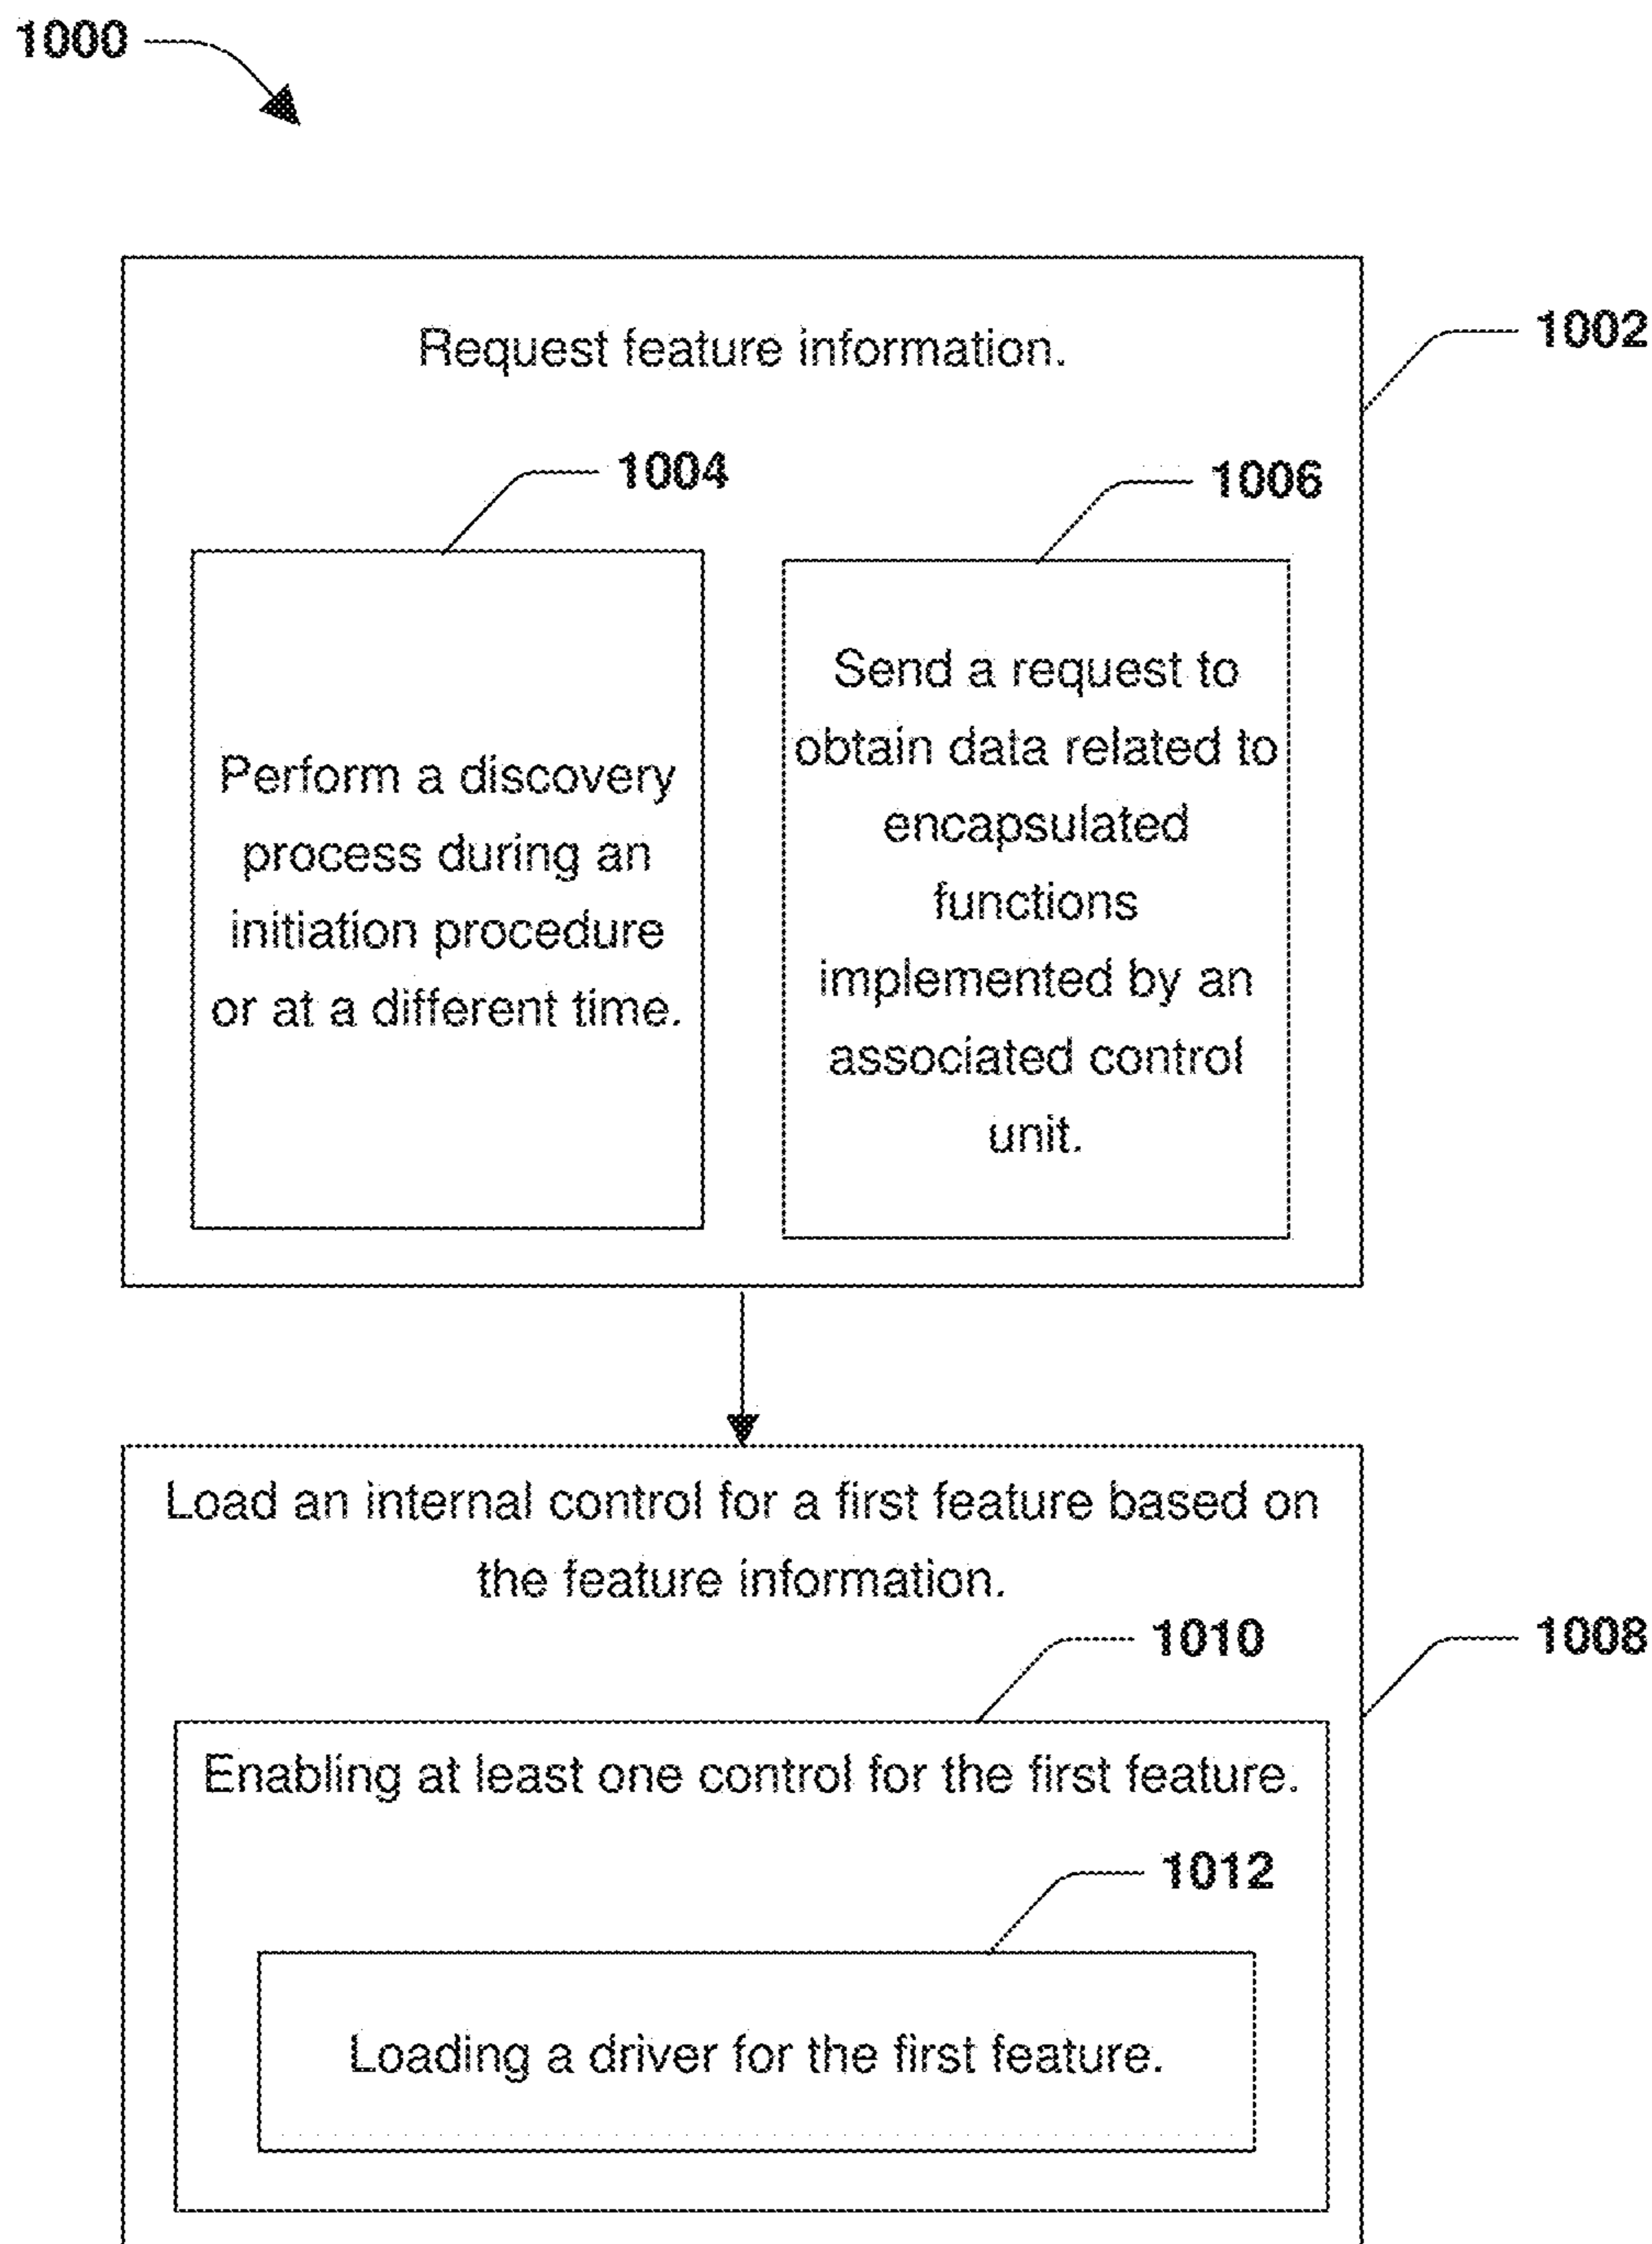 1000
Request feature information.
1002
1004
1006
Perform a discovery
process during an
initiation procedure
or at a different time.
Send a request to
obtain data related to
encapsulated
functions
implemented by an
associated control
unit.
Load an internal control for a first feature based on
the feature information.
1008
1010
Enabling at least one control for the first feature.
1012
Loading a driver for the first feature.